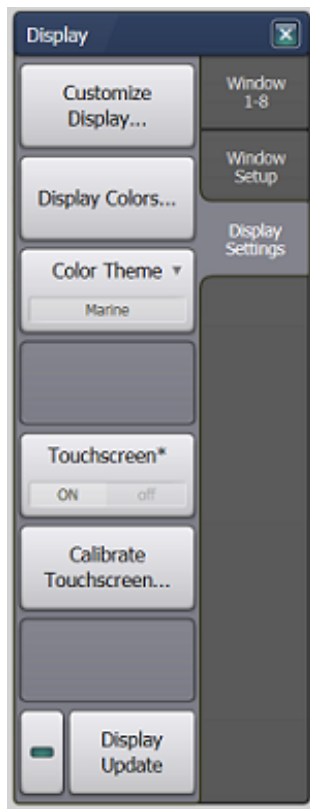 Display
Customize
Display...
Display Colors...
Color Theme
Marine
Touchscreen*
ON off
Calibrate
Touchscreen...
Display
Update
Window
1-8
Window
Setup
Display
Settings